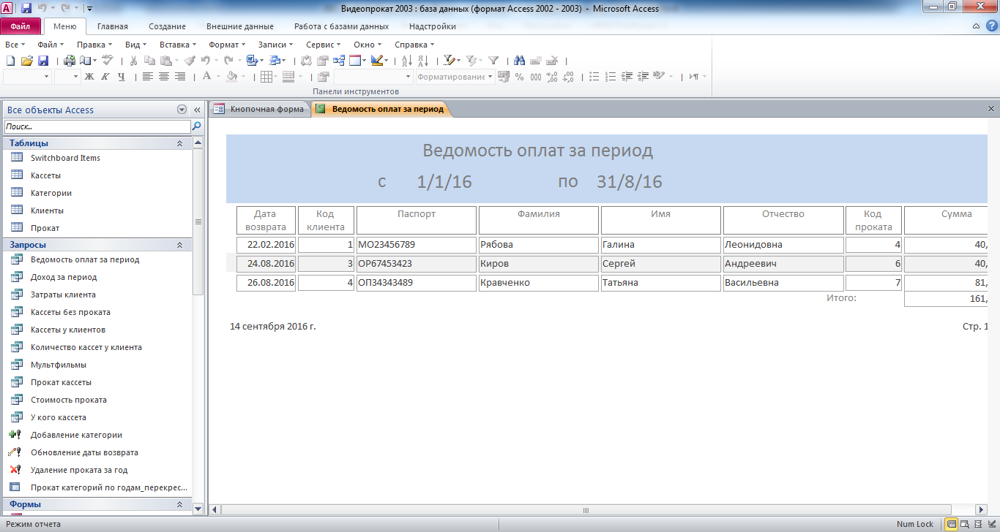 Видеопрокат 2003 : база данных (формат Access 2002 - 2003) - Microsoft Access
Файл Меню Главная Создание Внешние данные Работа с базами данных Надстройки
Все Файл Правка Вид Вставка Формат Записи Сервис Окно Справка
Ж К Ч А Форматирование % 000
Панели инструментов
Все объекты Access
Поиск...
Таблицы
Switchboard Items
Кассеты
Категории
Клиенты
Прокат
Запросы
Ведомость оплат за период
Доход за период
Затраты клиента
Кассеты без проката
Кассеты у клиентов
Количество кассет у клиента
Мультфильмы
Прокат кассеты
Стоимость проката
У кого кассета
Добавление категории
Обновление даты возврата
Удаление проката за год
Прокат категорий по годам_перекрес...
Формы
Кнопочная форма Ведомость оплат за период
Ведомость оплат за период
с 1/1/16 по 31/8/16
Дата возврата Код клиента Паспорт Фамилия Имя Отчество Код проката Сумма
22.02.2016 1 МО23456789 Рябова Галина Леонидовна 4 40,
24.08.2016 3 ОР67453423 Киров Сергей Андреевич 6 40,
26.08.2016 4 ОП34343489 Кравченко Татьяна Васильевна 7 81,
Итого: 161,
14 сентября 2016 г. Стр. 1
Режим отчета Num Lock